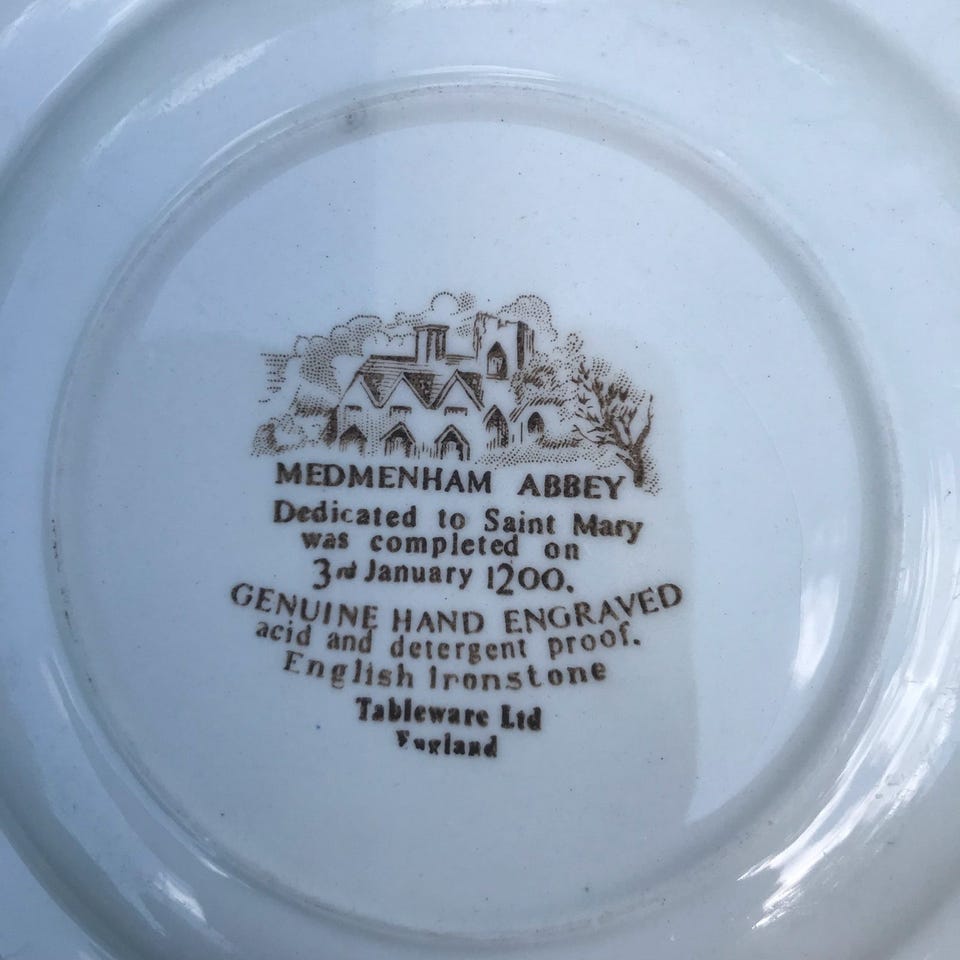 MEDMENHAM ABBEY
Dedicated to Saint Mary
was completed on
3rd January 1200.
GENUINE HAND ENGRAVED
acid and detergent proof.
English Ironstone
Tableware Ltd
England